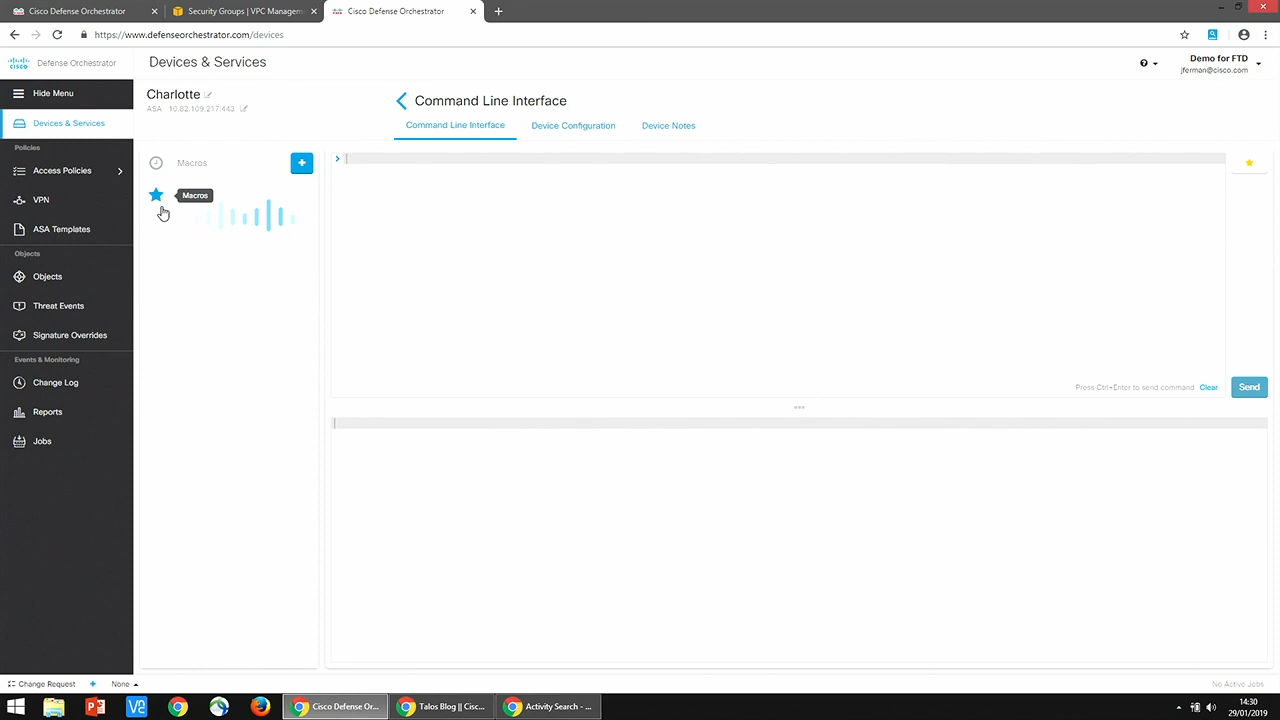 Cisco Defense Orchestrator
Security Groups | VPC Managem
Cisco Defense Orchestrator
https://www.defenseorchestrator.com/devices
cisco
Defense Orchestrator
Devices & Services
Demo for FTD
jferman@cisco.com
Hide Menu
Charlotte
ASA 10.82.109.217:443
Command Line Interface
Devices & Services
Command Line Interface
Device Configuration
Device Notes
Policies
Access Policies
Macros
Macros
VPN
ASA Templates
Objects
Objects
Threat Events
Signature Overrides
Events & Monitoring
Change Log
Press Ctrl+Enter to send command
Clear
Send
Reports
Jobs
Change Request
None
No Active Jobs
Cisco Defense Or...
Talos Blog || Cisc...
Activity Search - ...
14:30
29/01/2019